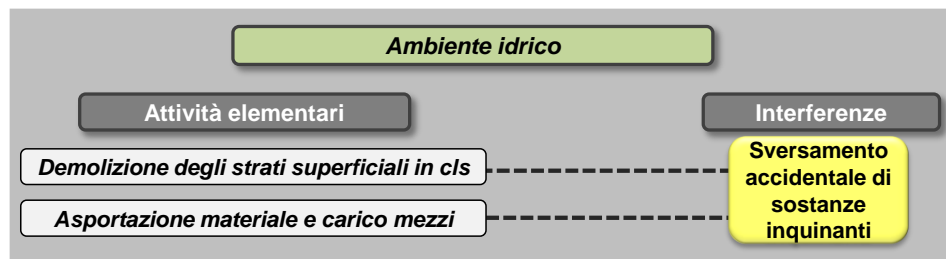 Ambiente idrico
Attività elementari
Interferenze
Demolizione degli strati superficiali in cls
Asportazione materiale e carico mezzi
Sversamento
accidentale di
sostanze
inquinanti